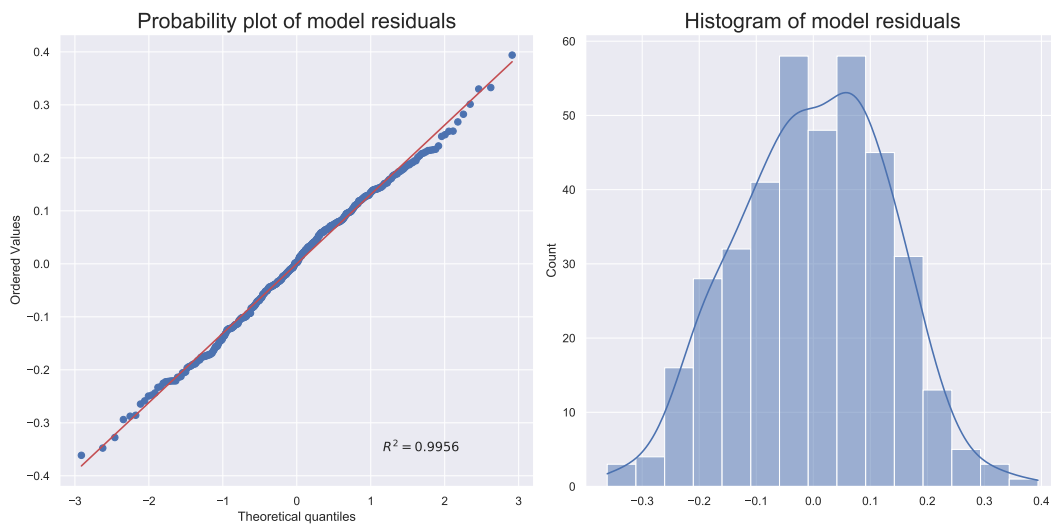 Probability plot of model residuals
Ordered Values
0.4
0.3
0.2
0.1
0.0
−0.1
−0.2
−0.3
−0.4
R² = 0.9956
−3 −2 −1 0 1 2 3
Theoretical quantiles
Histogram of model residuals
Count
60
50
40
30
20
10
0
−0.3 −0.2 −0.1 0.0 0.1 0.2 0.3 0.4